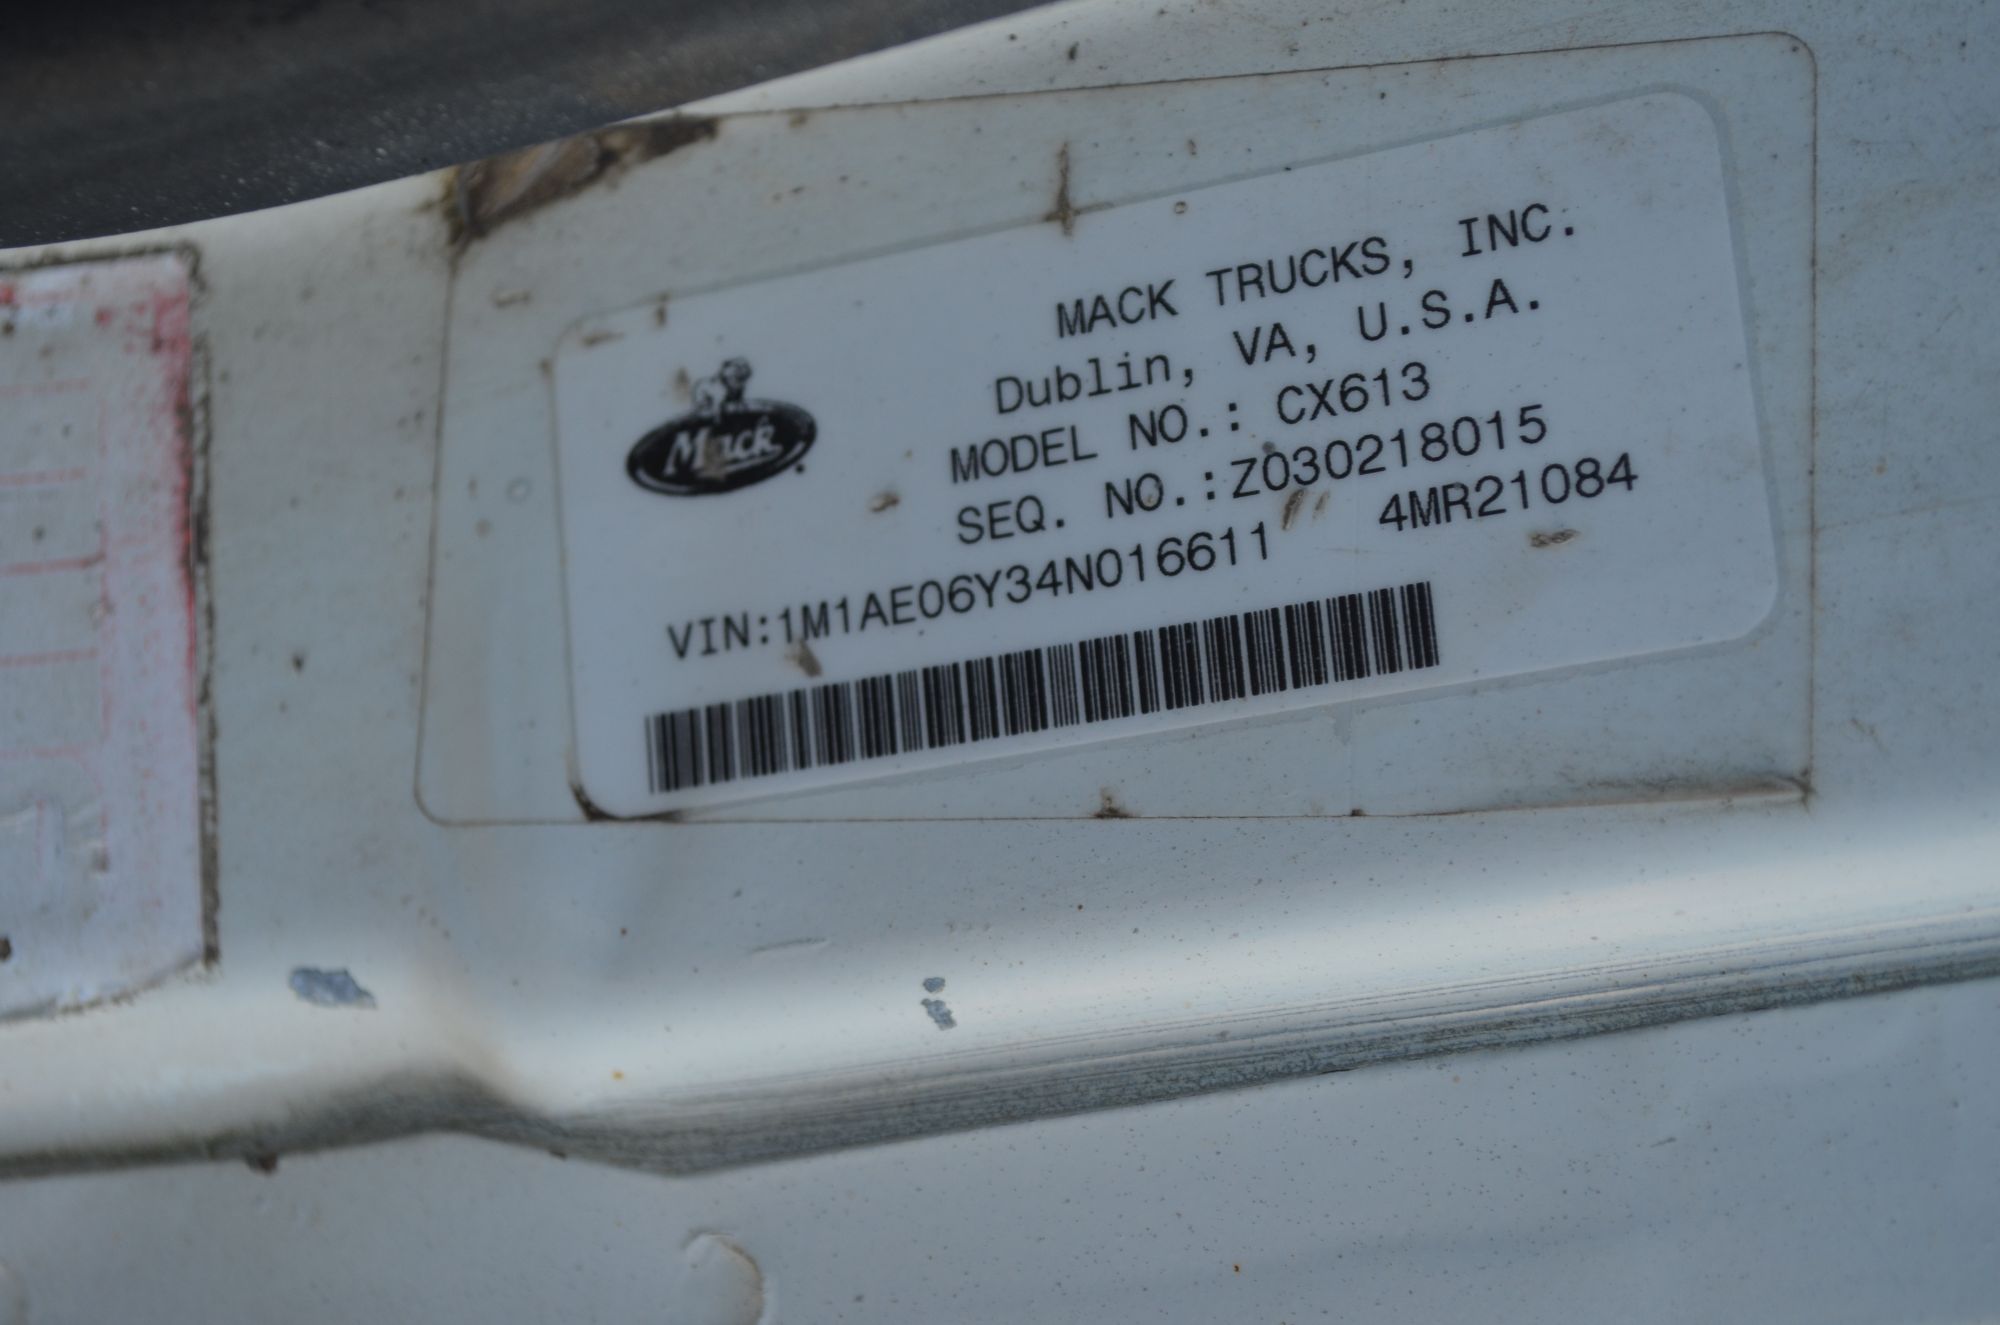 MACK TRUCKS, INC.
Dublin, VA, U.S.A.
MODEL NO.: CX613
SEQ. NO.:Z030218015
VIN:1M1AE06Y34N016611 4MR21084
Mack